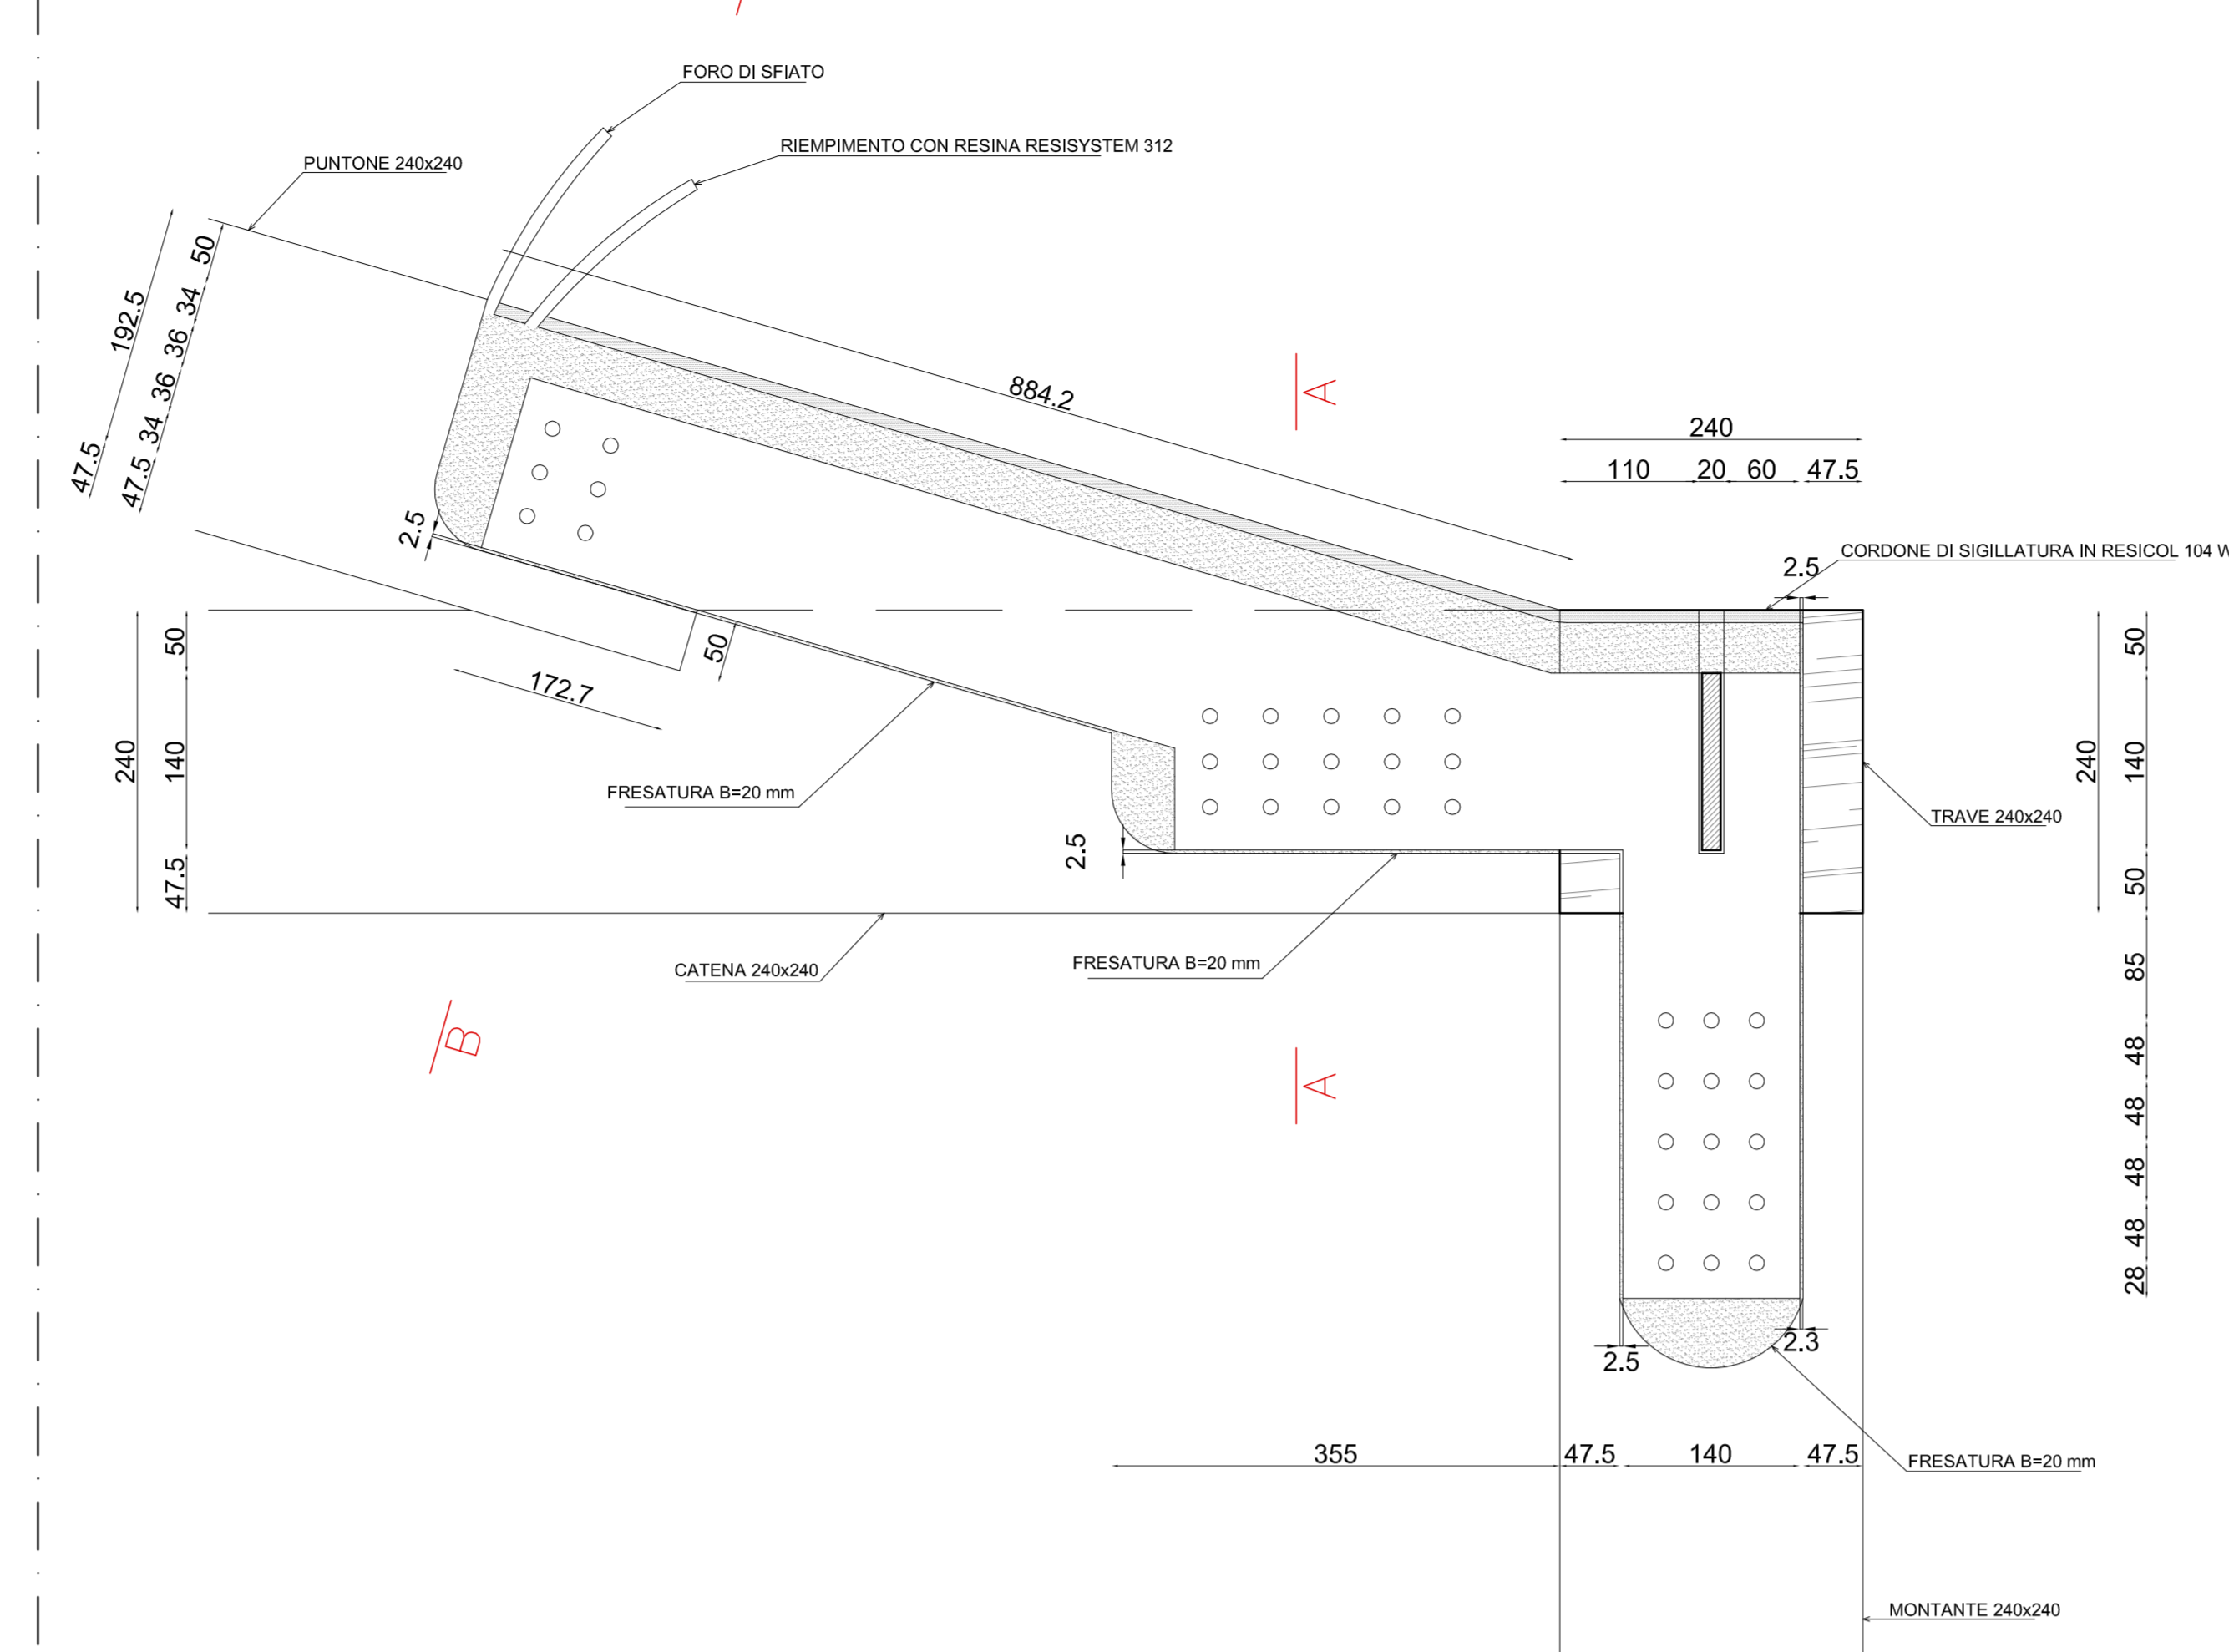 FORO DI SFIATO
RIEMPIMENTO CON RESINA RESISYSTEM 312
PUNTONE 240x240
192.5
47.5
50
34
36
36
34
47.5
884.2
A
240
110 20 60 47.5
CORDONE DI SIGILLATURA IN RESICOL 104
2.5
2.5
50
172.7
240
50
140
47.5
FRESATURA B=20 mm
2.5
CATENA 240x240
FRESATURA B=20 mm
B
A
TRAVE 240x240
240
50
140
50
85
48
48
48
48
28
2.5
2.3
355 47.5 140 47.5
FRESATURA B=20 mm
MONTANTE 240x240